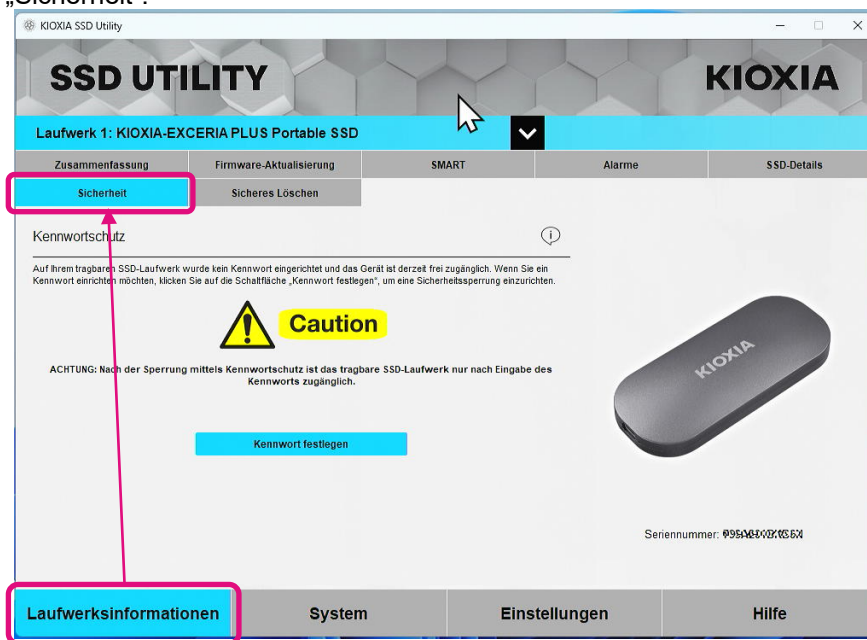 „Sicherheit“.
KIOXIA SSD Utility
SSD UTILITY
KIOXIA
Laufwerk 1: KIOXIA-EXCERIA PLUS Portable SSD
Zusammenfassung
Firmware-Aktualisierung
SMART
Alarme
SSD-Details
Sicherheit
Sicheres Löschen
Kennwortschutz
Auf Ihrem tragbaren SSD-Laufwerk wurde kein Kennwort eingerichtet und das Gerät ist derzeit frei zugänglich. Wenn Sie ein
Kennwort einrichten möchten, klicken Sie auf die Schaltfläche „Kennwort festlegen“, um eine Sicherheitssperrung einzurichten.
Caution
ACHTUNG: Nach der Sperrung mittels Kennwortschutz ist das tragbare SSD-Laufwerk nur nach Eingabe des
Kennworts zugänglich.
Kennwort festlegen
KIOXIA
Seriennummer:
Laufwerksinformationen
System
Einstellungen
Hilfe